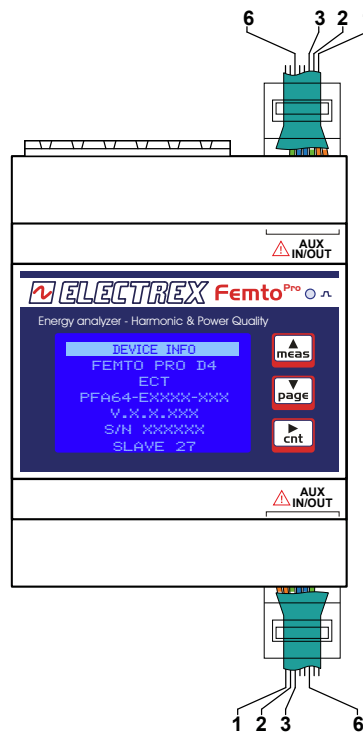 6 3 2
AUX
IN/OUT
ELECTREX Femto Pro
Energy analyzer - Harmonic & Power Quality
DEVICE INFO
FEMTO PRO D4
ECT
PFA64-EXXXX-XXX
V.X.X.XXX
S/N XXXXXX
SLAVE 27
meas
page
cnt
AUX
IN/OUT
1 2 3 6